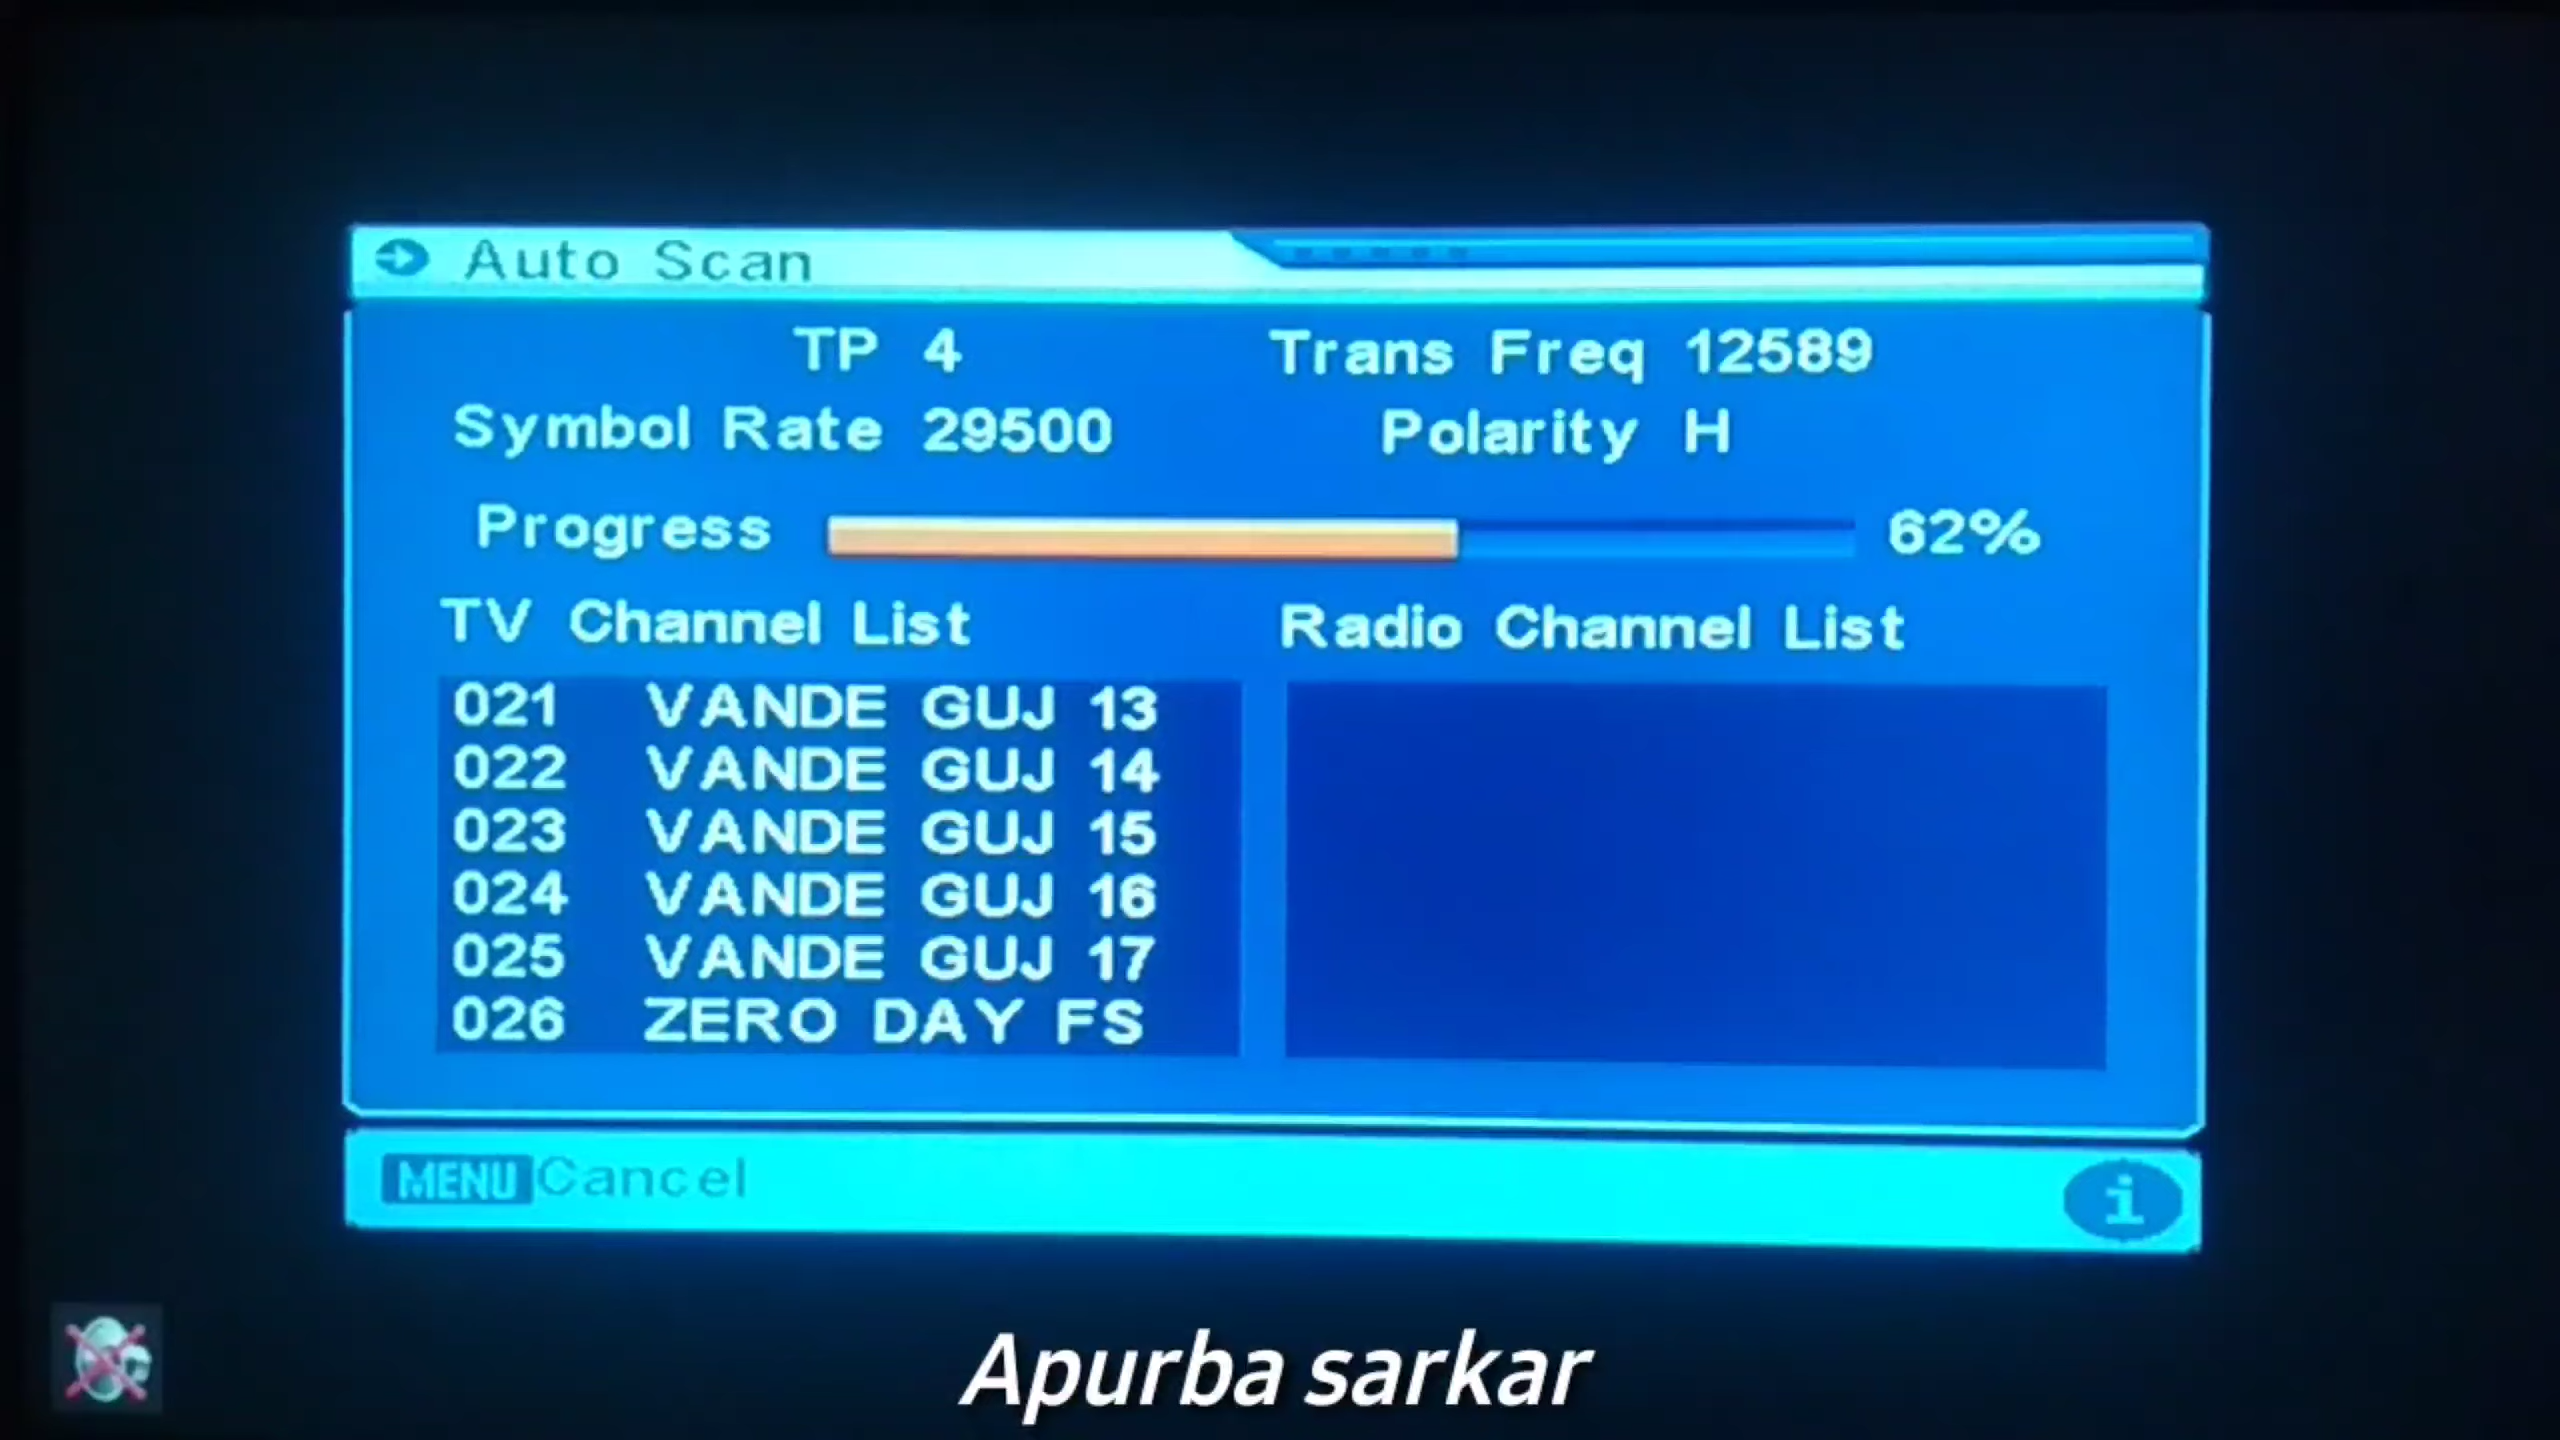 Auto Scan
TP 4 Trans Freq 12589
Symbol Rate 29500 Polarity H
Progress 62%
TV Channel List Radio Channel List
021 VANDE GUJ 13
022 VANDE GUJ 14
023 VANDE GUJ 15
024 VANDE GUJ 16
025 VANDE GUJ 17
026 ZERO DAY FS
MENU Cancel i
Apurba sarkar